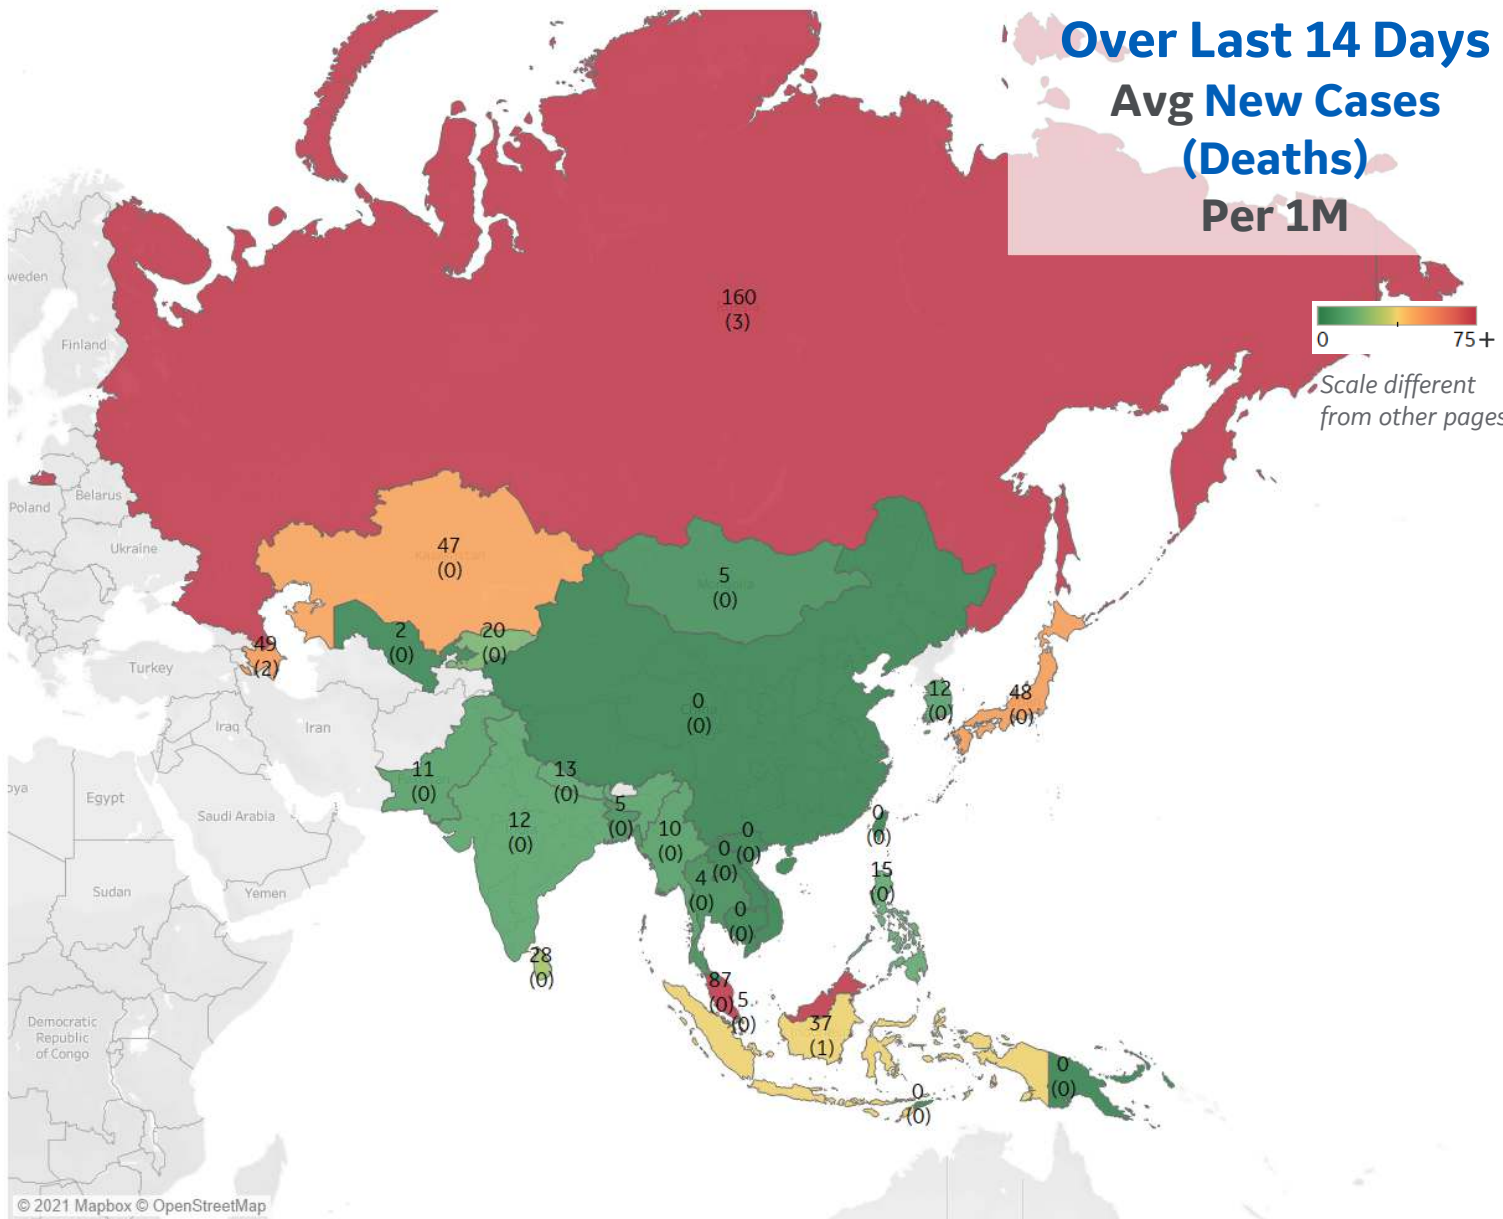 Over Last 14 Days
Avg New Cases
(Deaths)
Per 1M
0 75+
Scale different
from other pages
160
(3)
weden
Finland
Poland
Belarus
Ukraine
47
(0)
5
(0)
2
(0)
20
(0)
49
(2)
Turkey
0
(0)
12
(0)
48
(0)
Iraq
Iran
11
(0)
13
(0)
oya
Egypt
Saudi Arabia
12
(0)
5
(0)
10
(0)
0
(0)
0
(0)
0
(0)
4
(0)
15
(0)
0
(0)
Sudan
Yemen
28
(0)
87
(0)
5
(0)
37
(1)
Democratic
Republic
of Congo
0
(0)
0
(0)
© 2021 Mapbox © OpenStreetMap